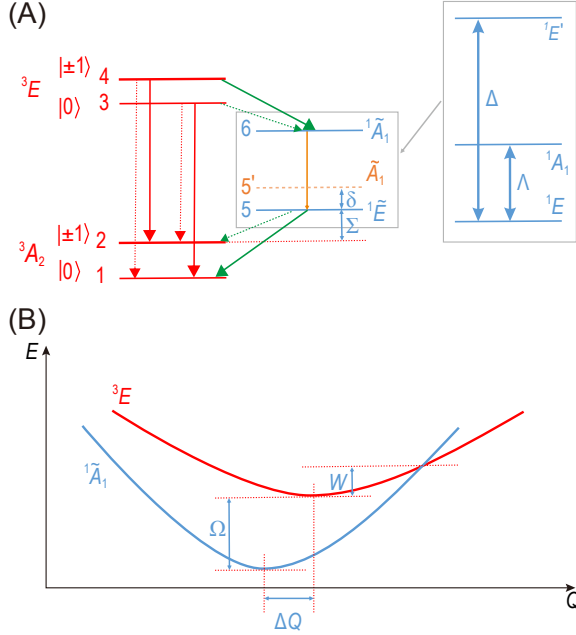 (A)
³E
|±1⟩ 4
|0⟩ 3
³A₂
|±1⟩ 2
|0⟩ 1
6 ¹Ã₁
5' Ã₁
5 ¹Ẽ
δ
Σ
¹E'
Δ
¹A₁
Λ
¹E
(B)
E
³E
¹Ã₁
W
Ω
ΔQ
Q